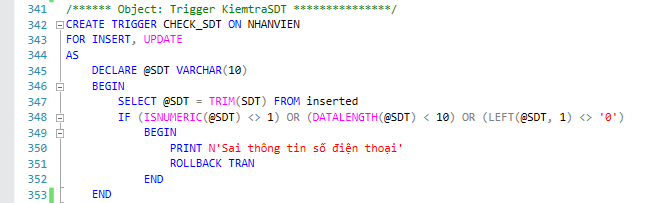 341 /****** Object: Trigger KiemtraSDT ***************/
342 CREATE TRIGGER CHECK_SDT ON NHANVIEN
343 FOR INSERT, UPDATE
344 AS
345 DECLARE @SDT VARCHAR(10)
346 BEGIN
347 SELECT @SDT = TRIM(SDT) FROM inserted
348 IF (ISNUMERIC(@SDT) <> 1) OR (DATALENGTH(@SDT) < 10) OR (LEFT(@SDT, 1) <> '0')
349 BEGIN
350 PRINT N'Sai thông tin số điện thoại'
351 ROLLBACK TRAN
352 END
353 END